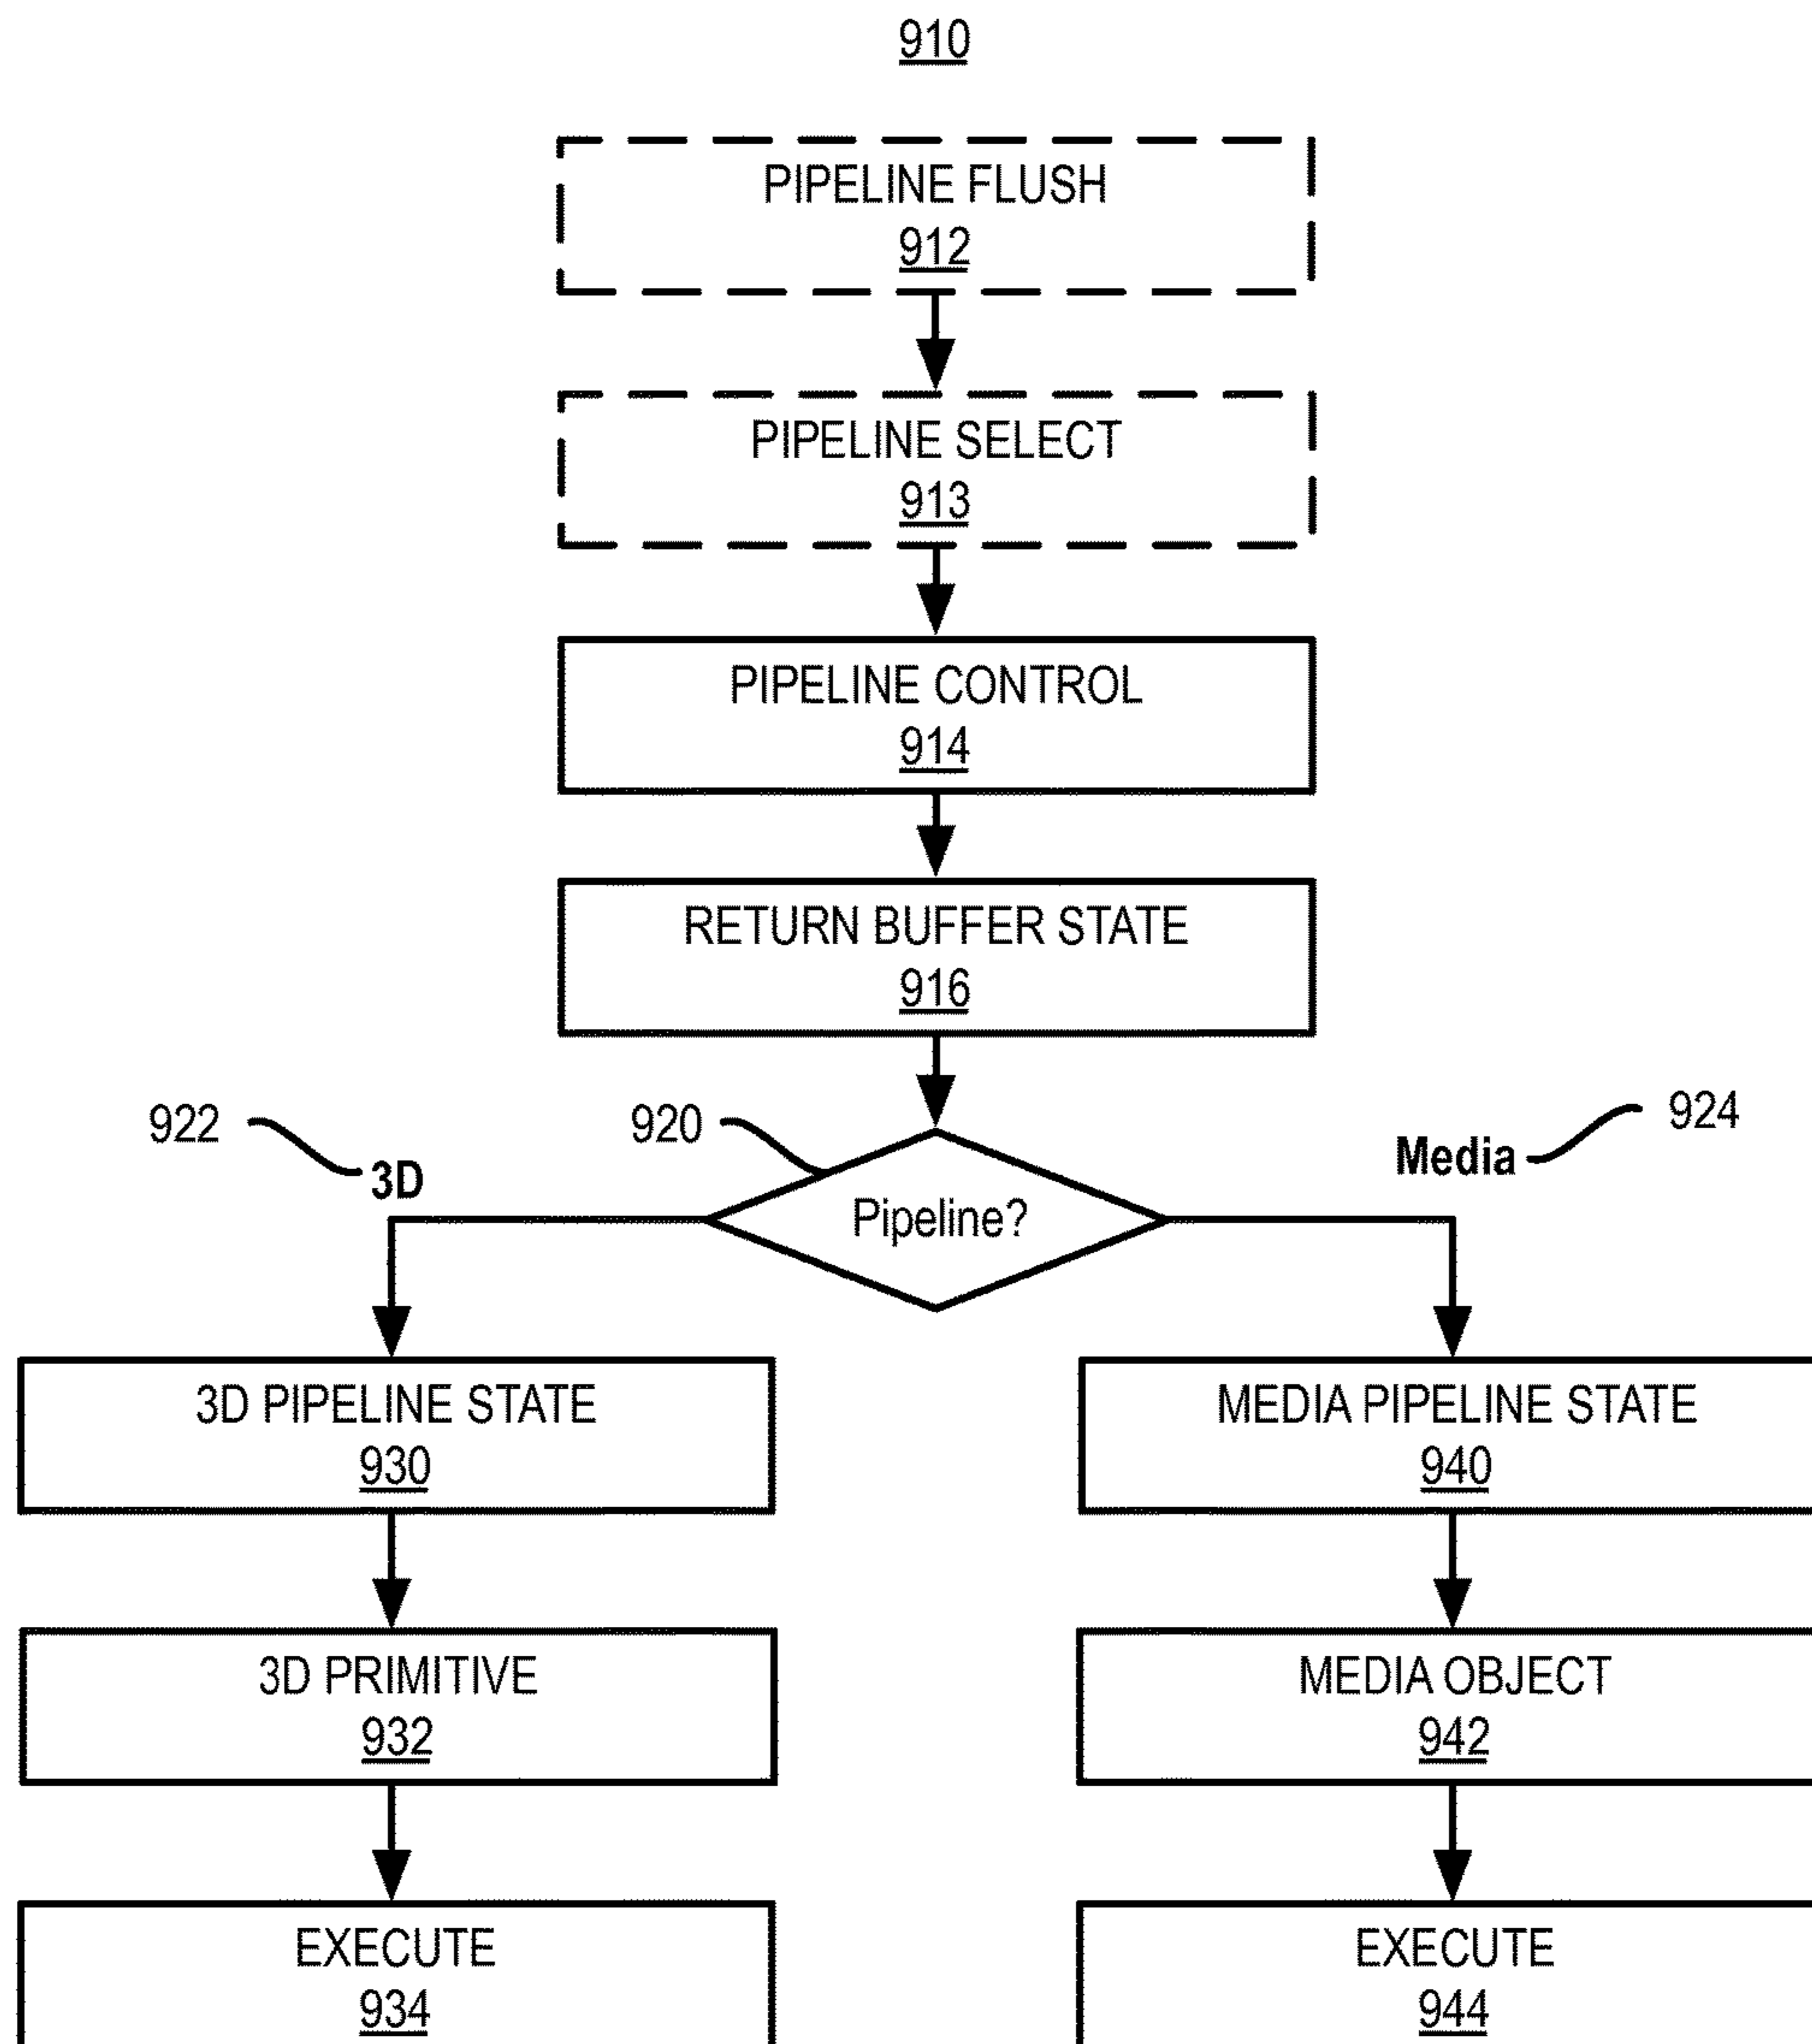 910
PIPELINE FLUSH
912
PIPELINE SELECT
913
PIPELINE CONTROL
914
RETURN BUFFER STATE
916
922
920
924
3D
Media
Pipeline?
3D PIPELINE STATE
930
MEDIA PIPELINE STATE
940
3D PRIMITIVE
932
MEDIA OBJECT
942
EXECUTE
934
EXECUTE
944